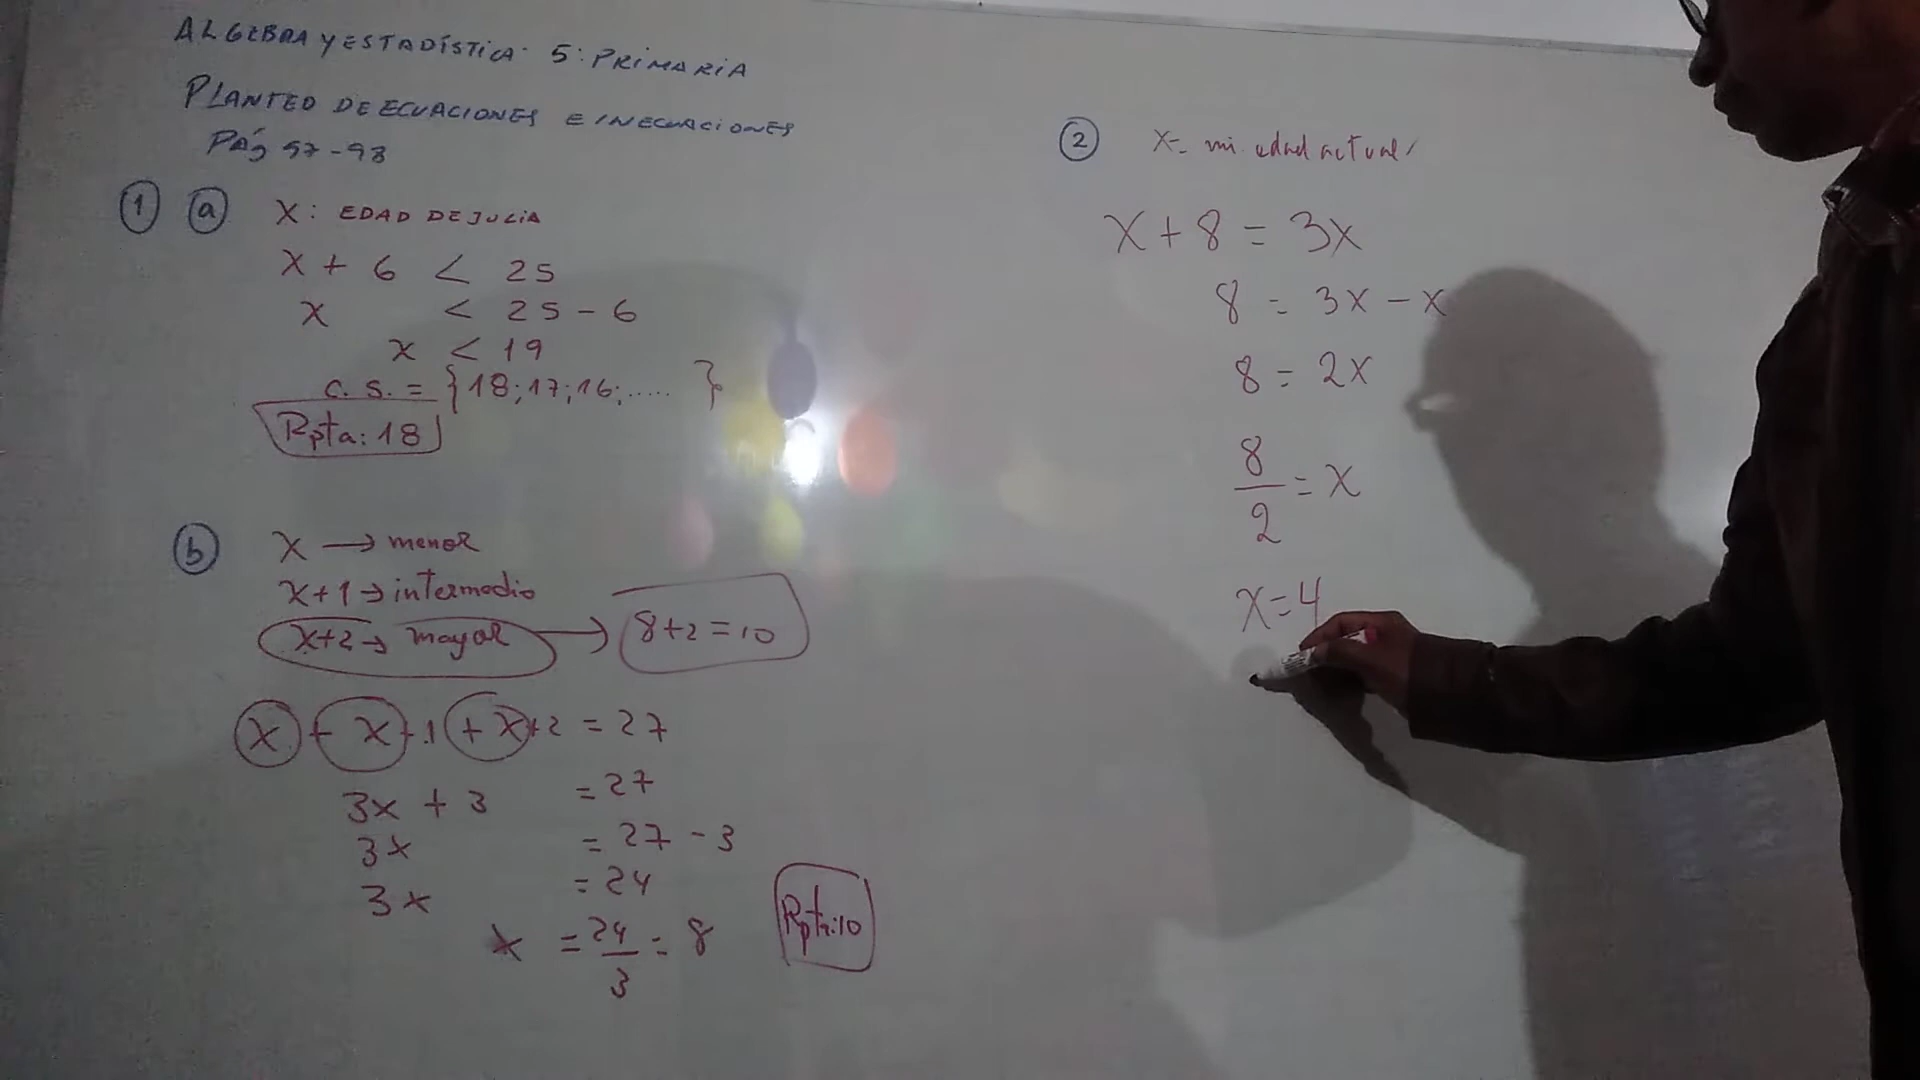 ALGEBRA Y ESTADÍSTICA. 5: PRIMARIA
PLANTEO DE ECUACIONES E INECUACIONES
Pág 97-98
1 a X: EDAD DE JULIA
X + 6 < 25
X < 25 - 6
x < 19
C. S. = {18;17;16;..... }
Rpta: 18
b X → menor
X+1 → intermedio
X+2 → mayor → 8+2=10
X + X + 1 + X + 2 = 27
3x + 3 = 27
3x = 27 - 3
3x = 24
x = 24/3 = 8
Rpta:10
2 X= mi edad actual
X + 8 = 3X
8 = 3X - X
8 = 2X
8/2 = X
X=4